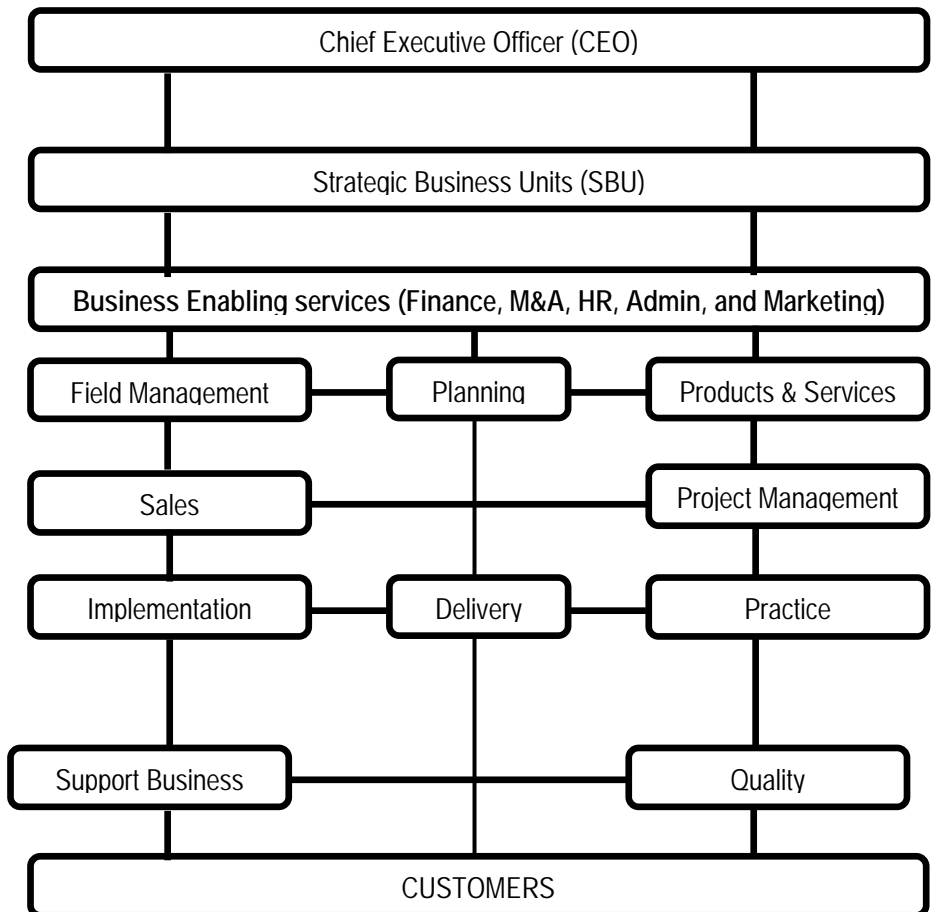 Chief Executive Officer (CEO)
Strategic Business Units (SBU)
Business Enabling services (Finance, M&A, HR, Admin, and Marketing)
Field Management
Planning
Products & Services
Sales
Project Management
Implementation
Delivery
Practice
Support Business
Quality
CUSTOMERS